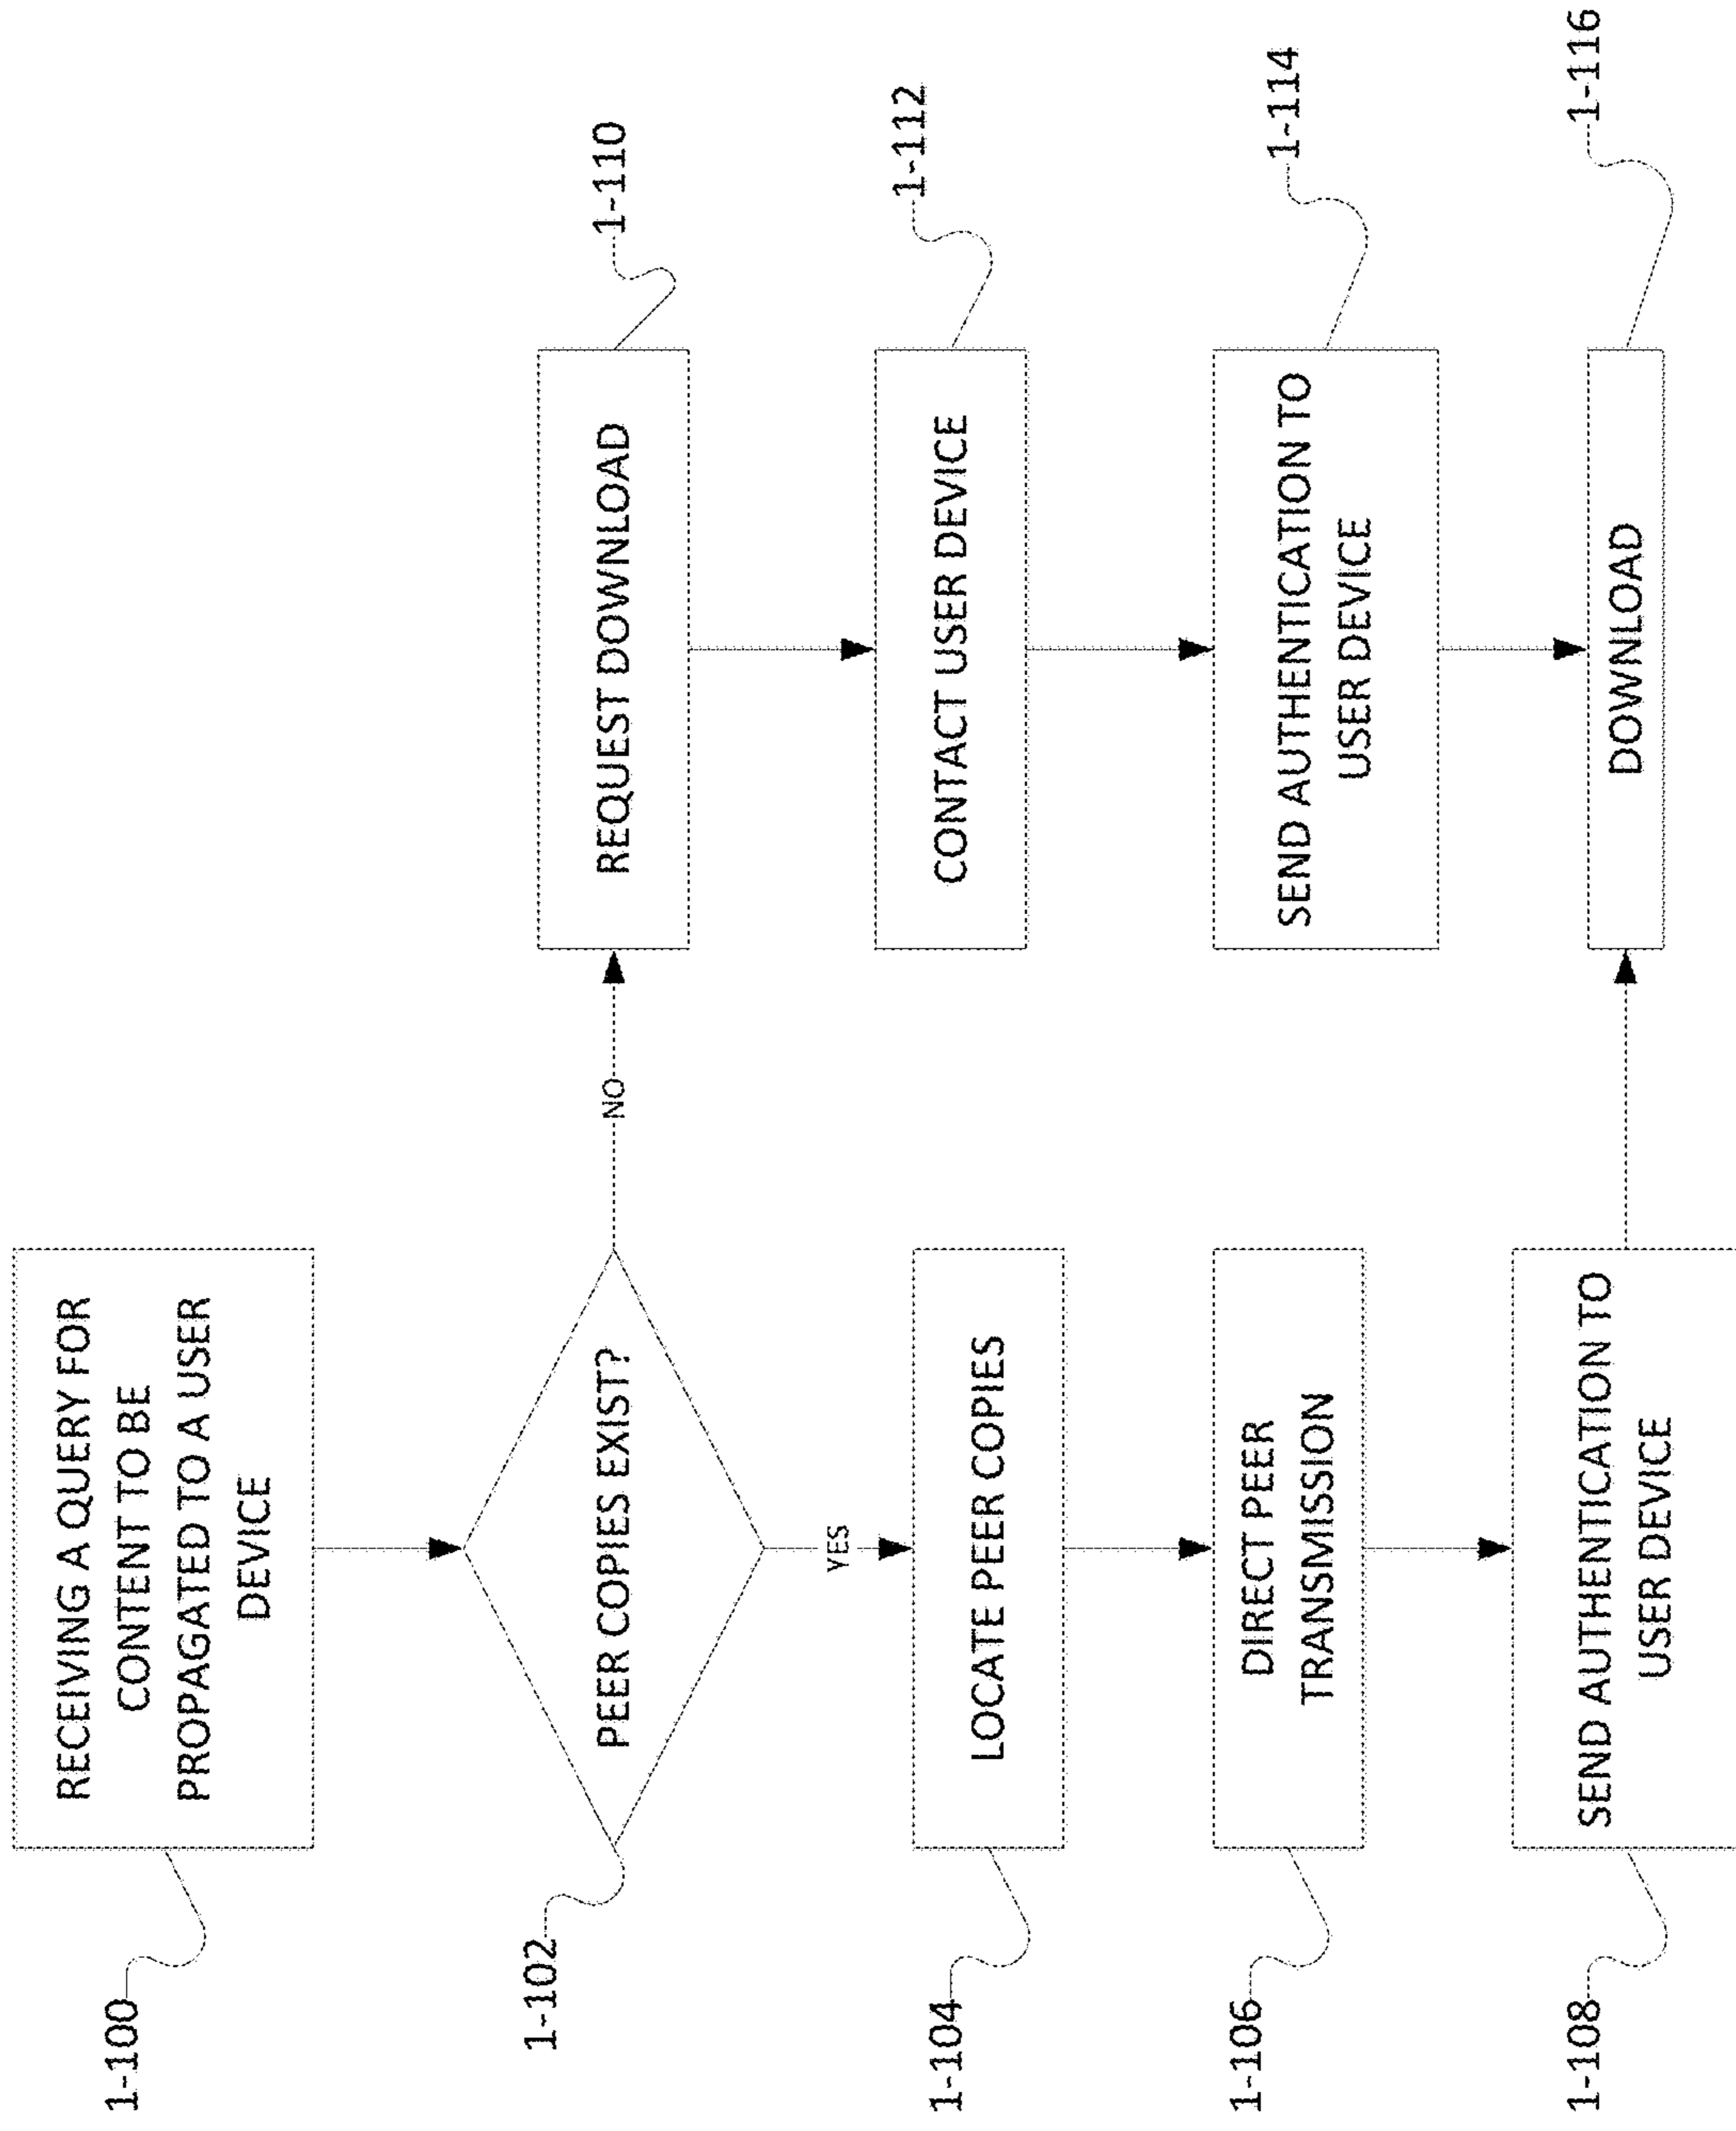 1-100
RECEIVING A QUERY FOR
CONTENT TO BE
PROPAGATED TO A USER
DEVICE
1-102
PEER COPIES EXIST?
NO
YES
1-104
LOCATE PEER COPIES
1-106
DIRECT PEER
TRANSMISSION
1-108
SEND AUTHENTICATION TO
USER DEVICE
REQUEST DOWNLOAD
1-110
CONTACT USER DEVICE
1-112
SEND AUTHENTICATION TO
USER DEVICE
1-114
DOWNLOAD
1-116